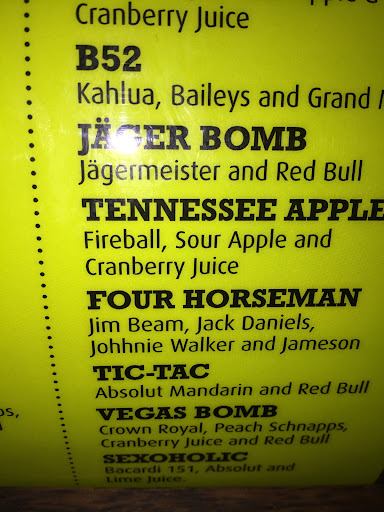 Cranberry Juice
B52
Kahlua, Baileys and Grand
JÄGER BOMB
Jägermeister and Red Bull
TENNESSEE APPLE
Fireball, Sour Apple and
Cranberry Juice
FOUR HORSEMAN
Jim Beam, Jack Daniels,
Johhnie Walker and Jameson
TIC-TAC
Absolut Mandarin and Red Bull
VEGAS BOMB
Crown Royal, Peach Schnapps,
Cranberry Juice and Red Bull
SEXOHOLIC
Bacardi 151, Absolut and
Lime Juice.